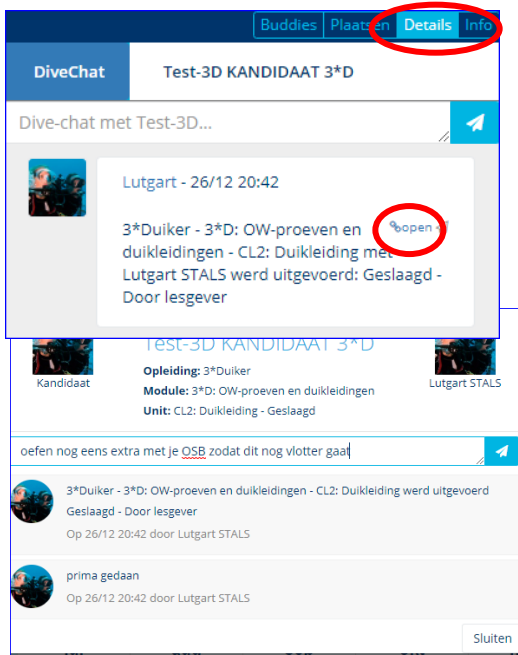 Buddies Plaatsen Details Info
DiveChat Test-3D KANDIDAAT 3*D
Dive-chat met Test-3D...
Lutgart - 26/12 20:42
3*Duiker - 3*D: OW-proeven en open
duikleidingen - CL2: Duikleiding met
Lutgart STALS werd uitgevoerd: Geslaagd -
Door lesgever
Test-3D KANDIDAAT 3*D
Kandidaat
Opleiding: 3*Duiker
Module: 3*D: OW-proeven en duikleidingen
Lutgart STALS
Unit: CL2: Duikleiding - Geslaagd
oefen nog eens extra met je OSB zodat dit nog vlotter gaat
3*Duiker - 3*D: OW-proeven en duikleidingen - CL2: Duikleiding werd uitgevoerd
Geslaagd - Door lesgever
Op 26/12 20:42 door Lutgart STALS
prima gedaan
Op 26/12 20:42 door Lutgart STALS
Sluiten